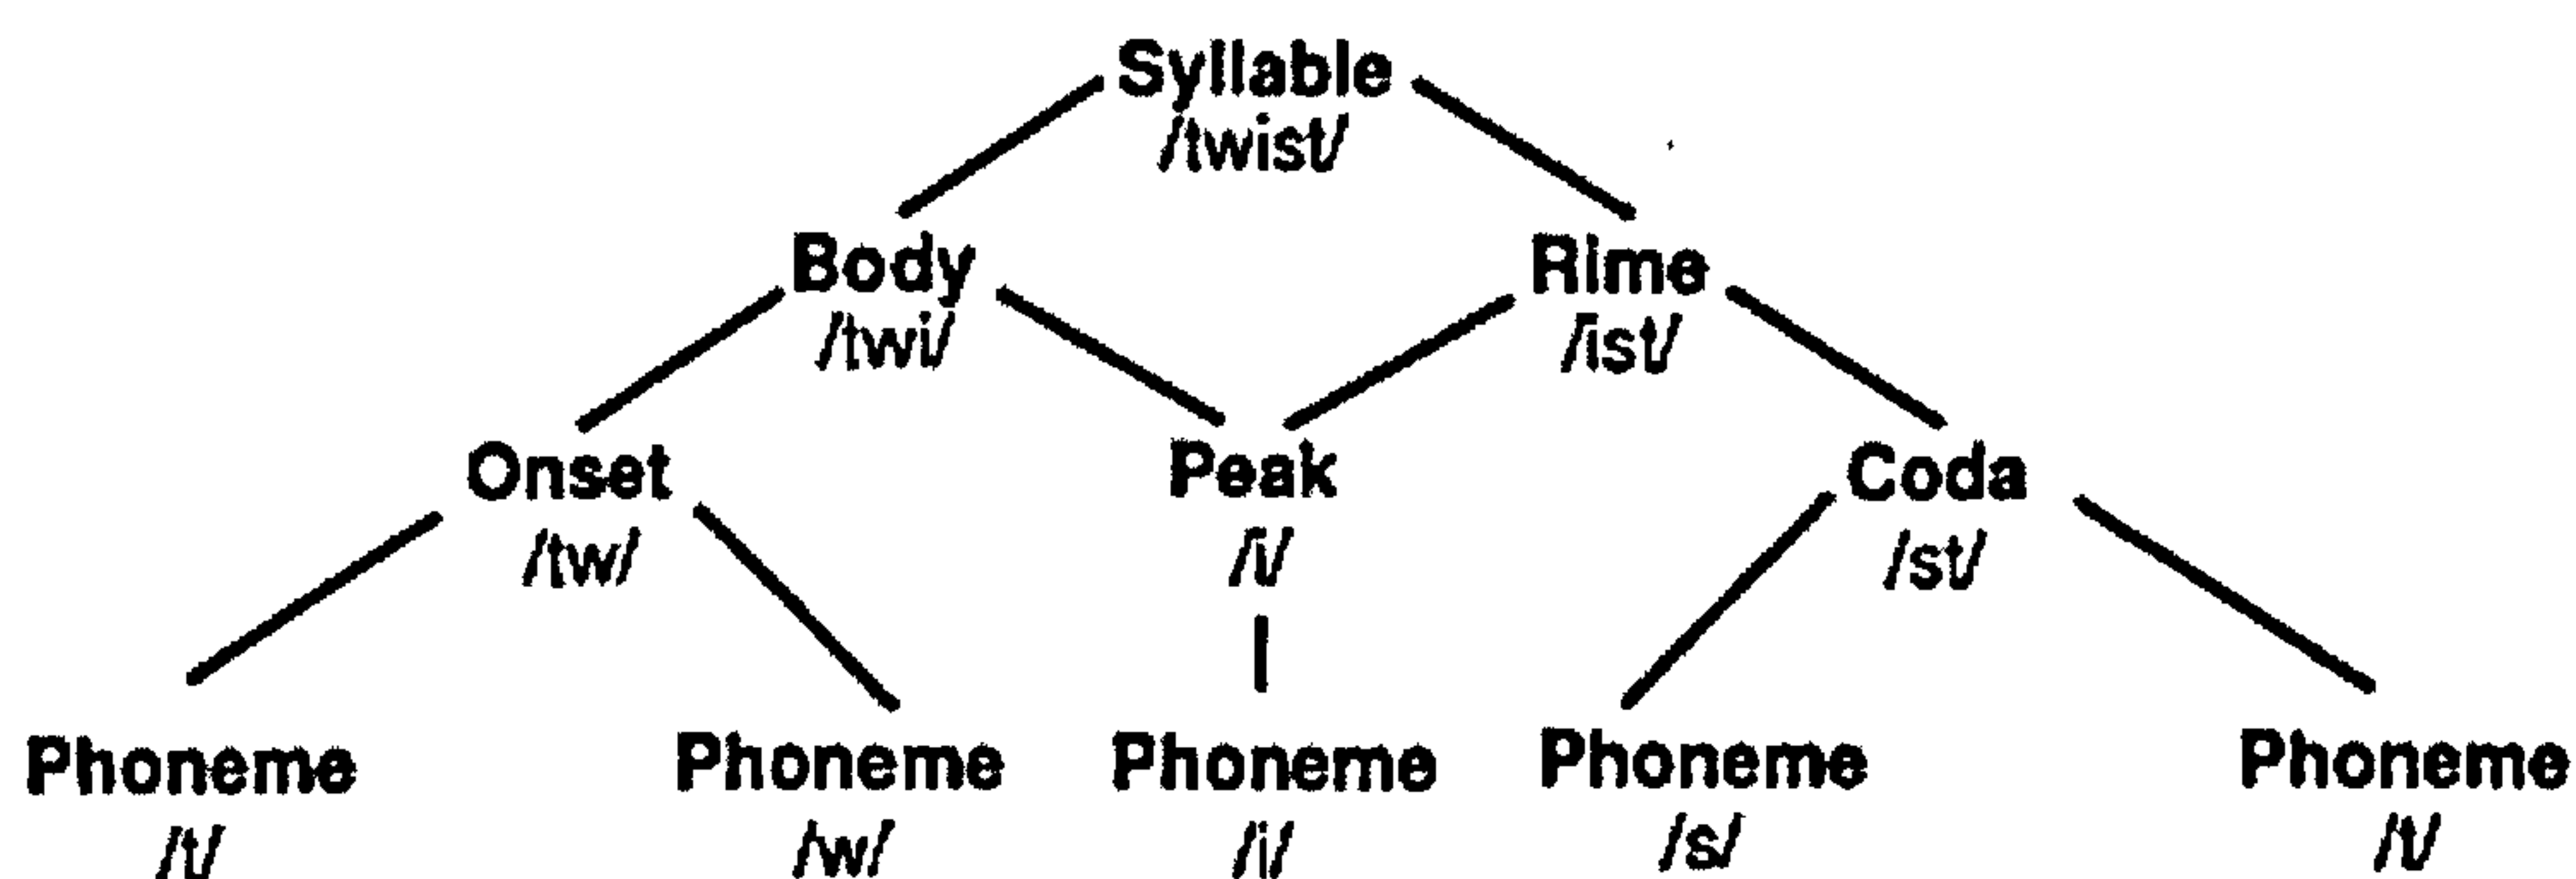 Syllable
/twist/
Body Rime
/twi/ /ist/
Onset Peak Coda
/tw/ /i/ /st/
Phoneme Phoneme Phoneme Phoneme Phoneme
/t/ /w/ /i/ /s/ /t/